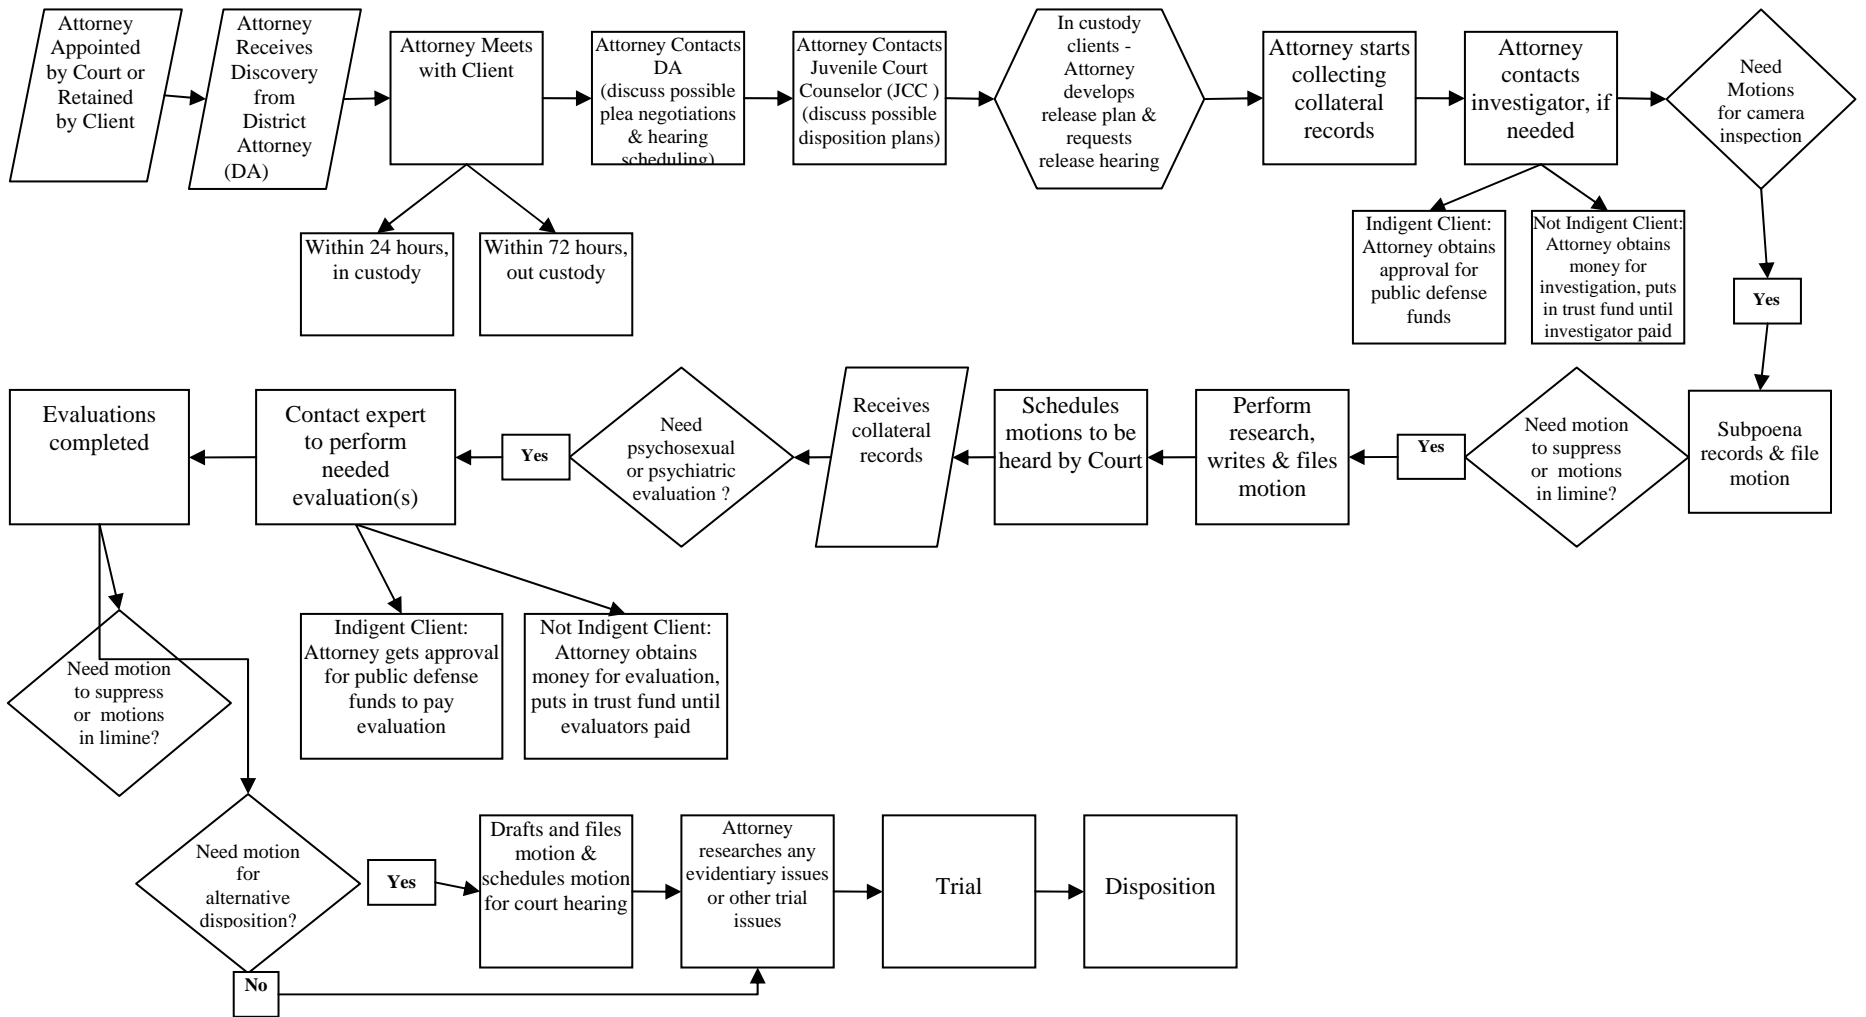 Attorney
Appointed
by Court or
Retained
by Client
Attorney
Receives
Discovery
from
District
Attorney
(DA)
Attorney Meets
with Client
Attorney Contacts
DA
(discuss possible
plea negotiations
& hearing
scheduling)
Attorney Contacts
Juvenile Court
Counselor (JCC )
(discuss possible
disposition plans)
In custody
clients -
Attorney
develops
release plan &
requests
release hearing
Attorney starts
collecting
collateral
records
Attorney
contacts
investigator, if
needed
Need
Motions
for camera
inspection
Within 24 hours,
in custody
Within 72 hours,
out custody
Indigent Client:
Attorney obtains
approval for
public defense
funds
Not Indigent Client:
Attorney obtains
money for
investigation, puts
in trust fund until
investigator paid
Yes
Evaluations
completed
Contact expert
to perform
needed
evaluation(s)
Yes
Need
psychosexual
or psychiatric
evaluation ?
Receives
collateral
records
Schedules
motions to be
heard by Court
Perform
research,
writes & files
motion
Yes
Need motion
to suppress
or motions
in limine?
Subpoena
records & file
motion
Need motion
to suppress
or motions
in limine?
Indigent Client:
Attorney gets approval
for public defense
funds to pay
evaluation
Not Indigent Client:
Attorney obtains
money for evaluation,
puts in trust fund until
evaluators paid
Need motion
for
alternative
disposition?
Yes
Drafts and files
motion &
schedules motion
for court hearing
Attorney
researches any
evidentiary issues
or other trial
issues
Trial
Disposition
No